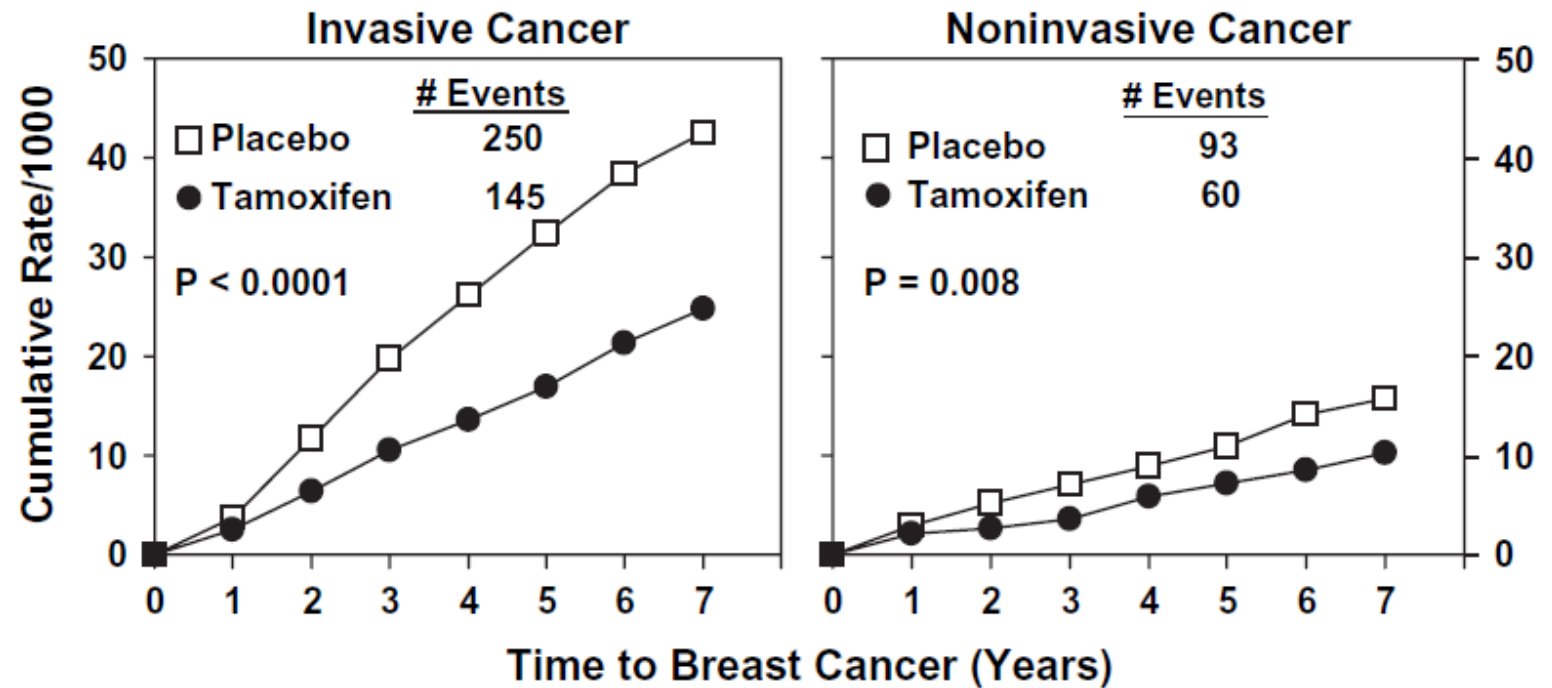 Invasive Cancer
Noninvasive Cancer
Cumulative Rate/1000
50
40
30
20
10
0
# Events
Placebo 250
Tamoxifen 145
P < 0.0001
0 1 2 3 4 5 6 7
# Events
Placebo 93
Tamoxifen 60
P = 0.008
0 1 2 3 4 5 6 7
50
40
30
20
10
0
Time to Breast Cancer (Years)